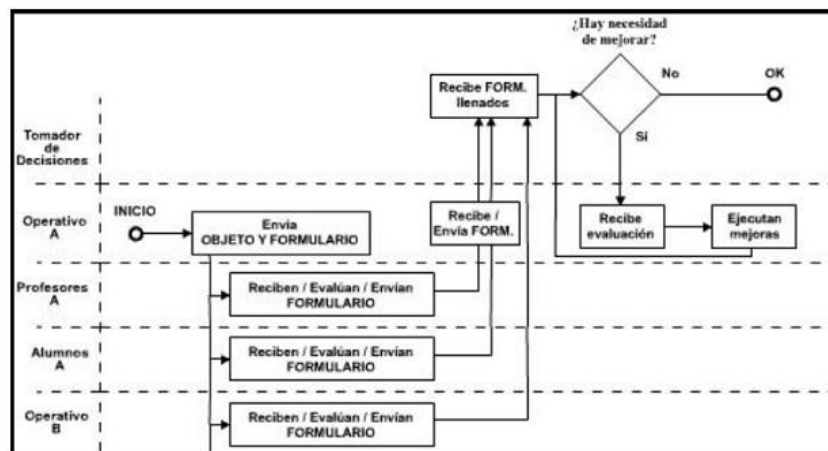 ¿Hay necesidad
de mejorar?
No
OK
Recibe FORM.
llenados
Sí
Tomador
de
Decisiones
Operativo
A
INICIO
Envía
OBJETO Y FORMULARIO
Recibe /
Envía FORM.
Recibe
evaluación
Ejecutan
mejoras
Profesores
A
Reciben / Evalúan / Envían
FORMULARIO
Alumnos
A
Reciben / Evalúan / Envían
FORMULARIO
Operativo
B
Reciben / Evalúan / Envían
FORMULARIO